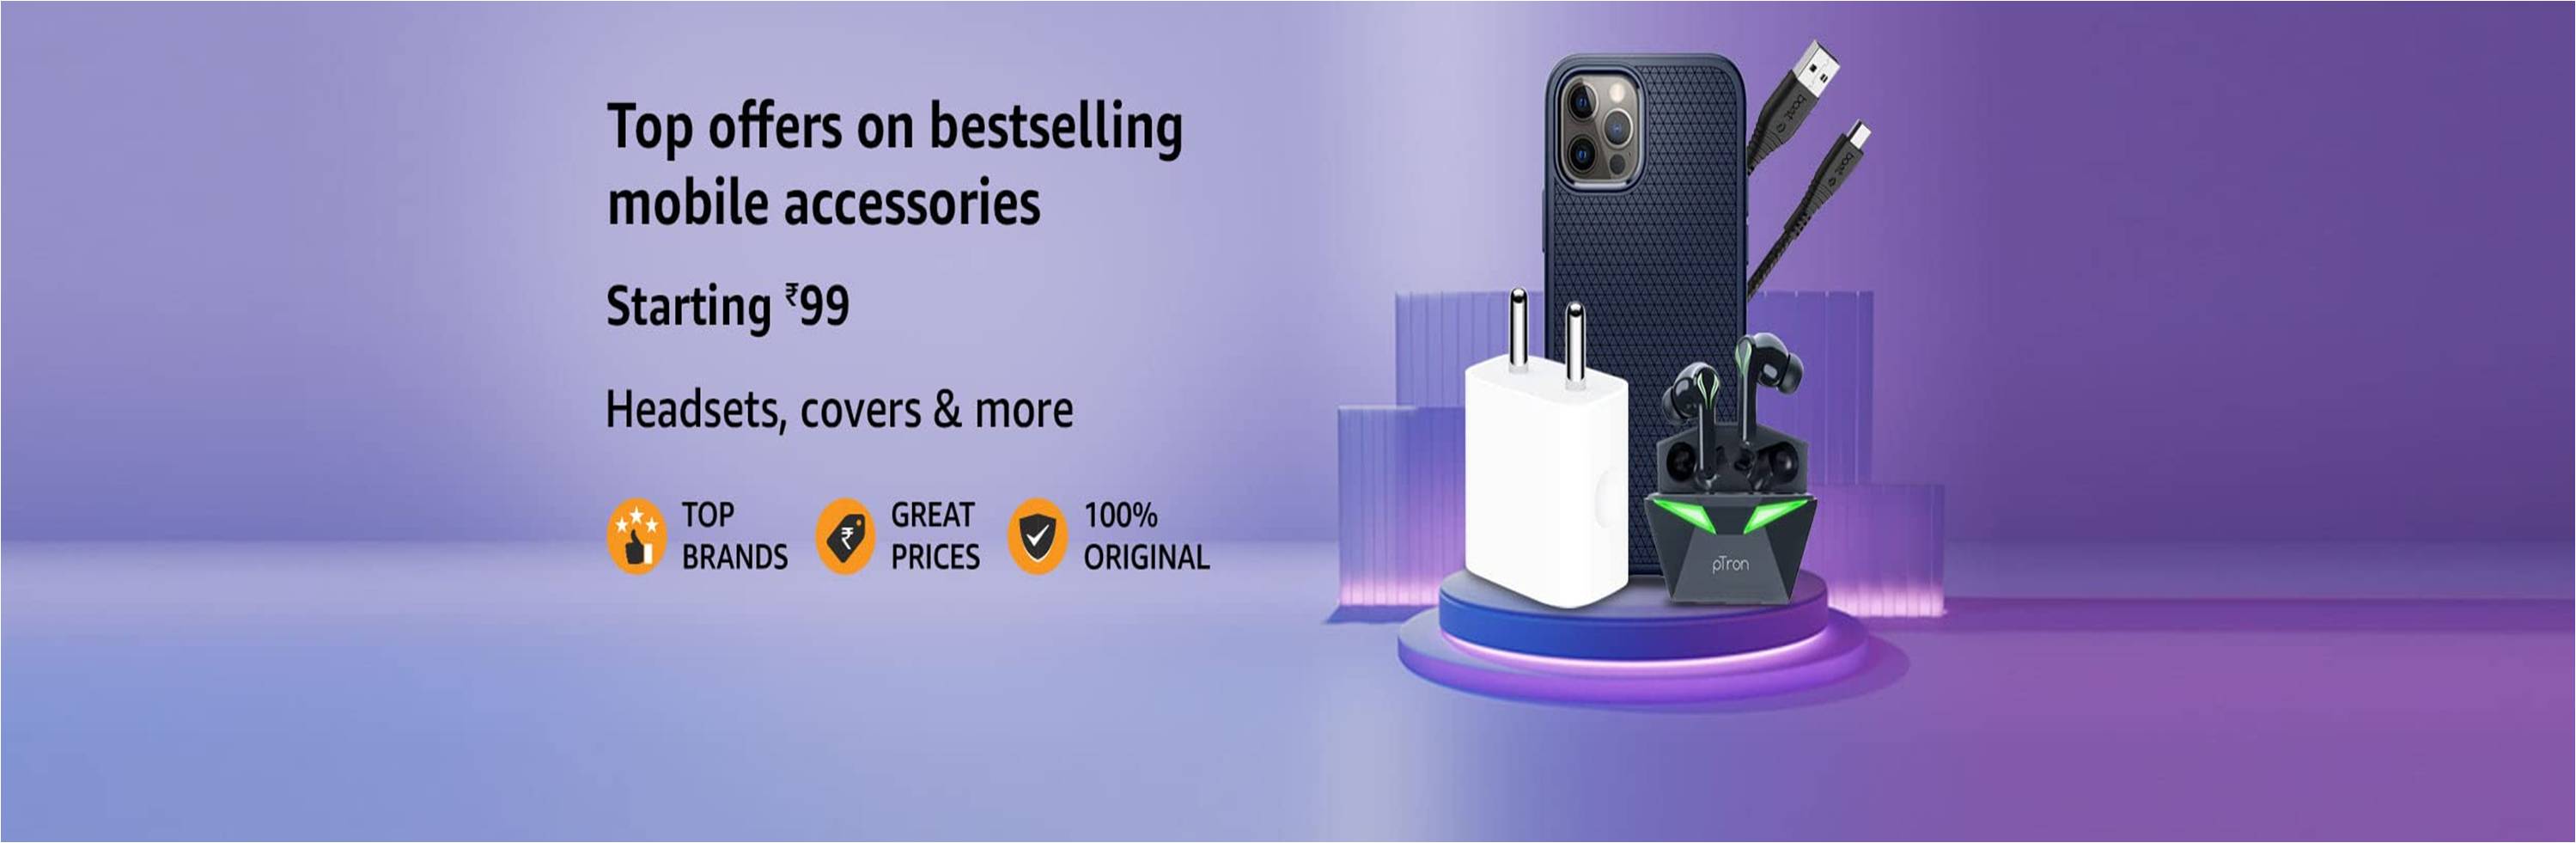 Top offers on bestselling
mobile accessories
Starting ₹99
Headsets, covers & more
TOP
BRANDS
GREAT
PRICES
100%
ORIGINAL
boAt
boAt
pTron